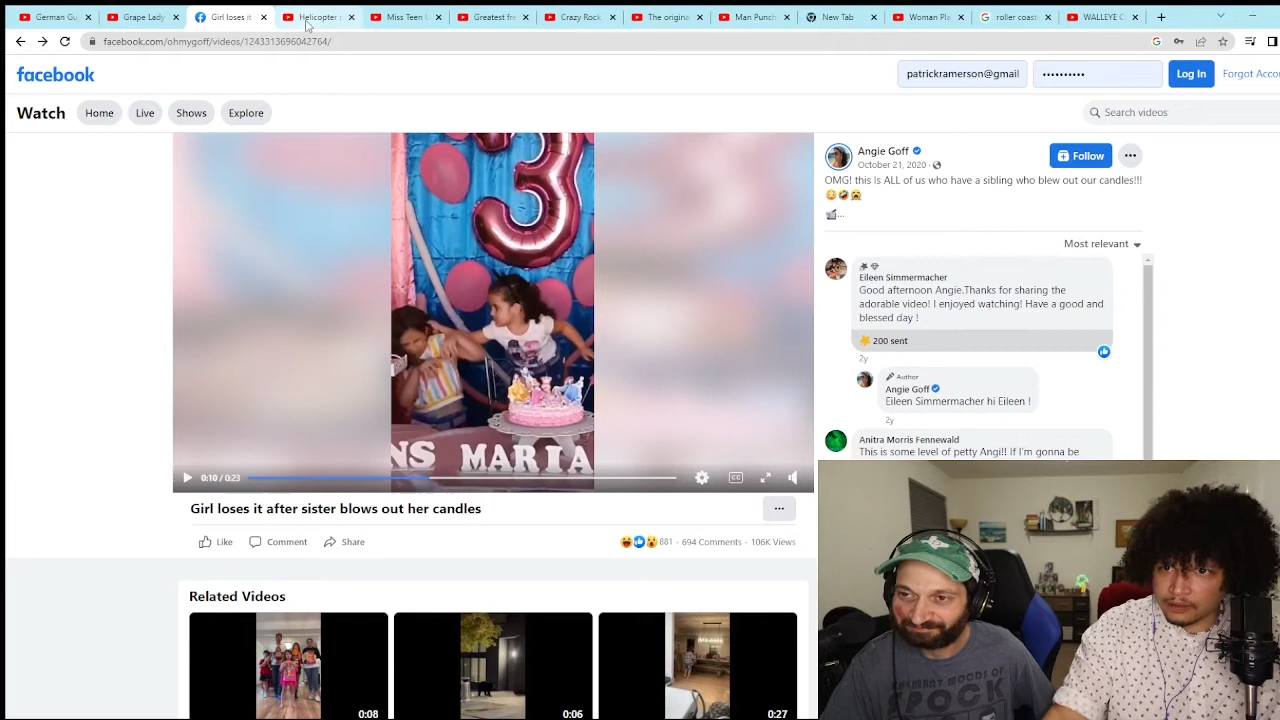 German Gu
Grape Lady
Girl loses it
Helicopter
Miss Teen U
Greatest fre
Crazy Rock
The origina
Man Punch
New Tab
Woman Pla
roller coast
WALLEYE C
facebook.com/ohmygoff/videos/1243313696042764/
facebook
patrickramerson@gmail
••••••••••
Log In
Forgot Acco
Watch
Home
Live
Shows
Explore
Search videos
3
NS MARIA
0:10 / 0:23
CC
Girl loses it after sister blows out her candles
Like
Comment
Share
881 · 694 Comments · 106K Views
Related Videos
0:08
0:06
0:27
Angie Goff
October 21, 2020 ·
Follow
OMG! this is ALL of us who have a sibling who blew out our candles!!!
😳🤣😭
...
Most relevant
Eileen Simmermacher
Good afternoon Angie.Thanks for sharing the
adorable video! I enjoyed watching! Have a good and
blessed day !
200 sent
2y
Author
Angie Goff
Eileen Simmermacher hi Eileen !
2y
Anitra Morris Fennewald
This is some level of petty Angi!! If I'm gonna be